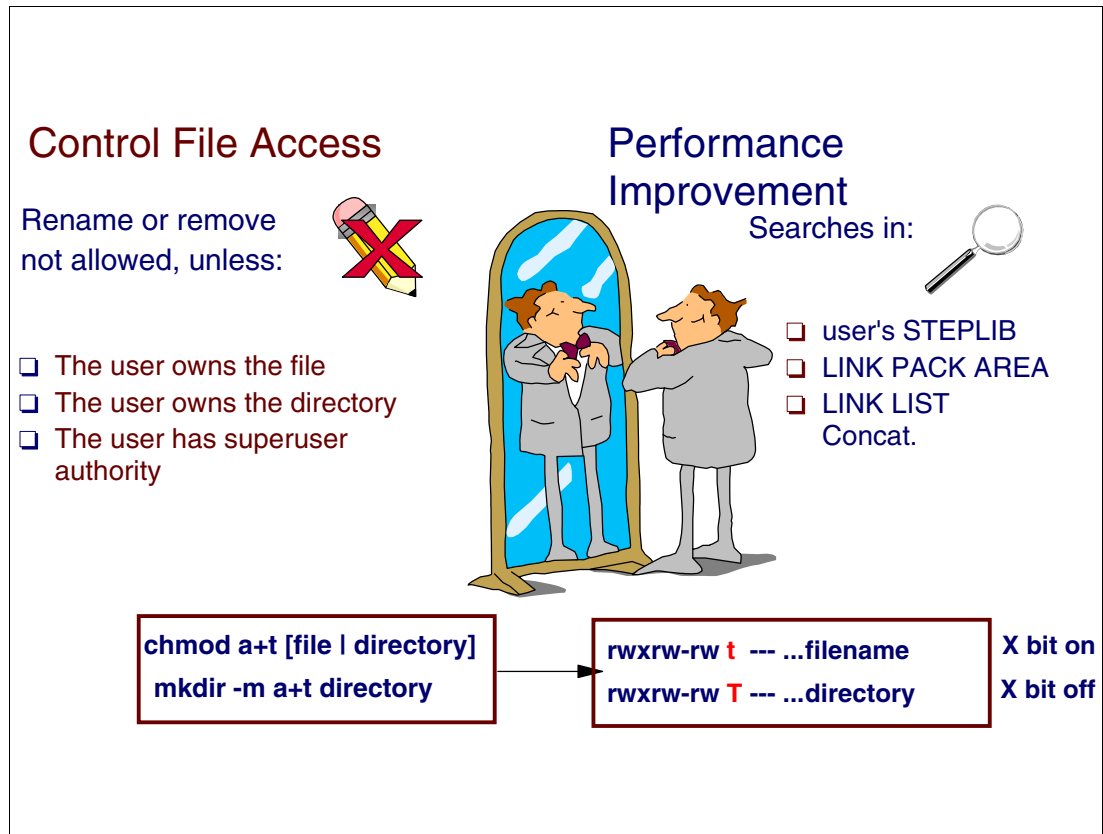 Control File Access
Rename or remove
not allowed, unless:
❏ The user owns the file
❏ The user owns the directory
❏ The user has superuser
authority
Performance
Improvement
Searches in:
❏ user's STEPLIB
❏ LINK PACK AREA
❏ LINK LIST
Concat.
chmod a+t [file | directory]
mkdir -m a+t directory
rwxrw-rw t --- ...filename
rwxrw-rw T --- ...directory
X bit on
X bit off